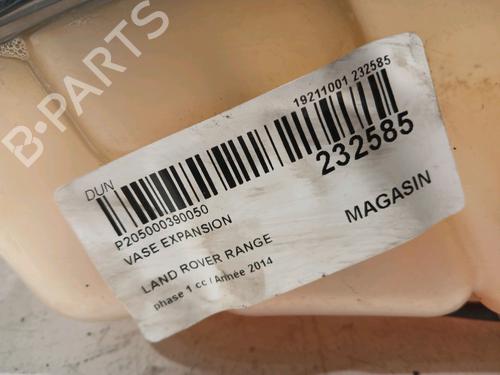 B-PARTS
DUN
19211001 232585
232585
P205000390050
VASE EXPANSION
MAGASIN
LAND ROVER RANGE
phase 1 cc / Année 2014